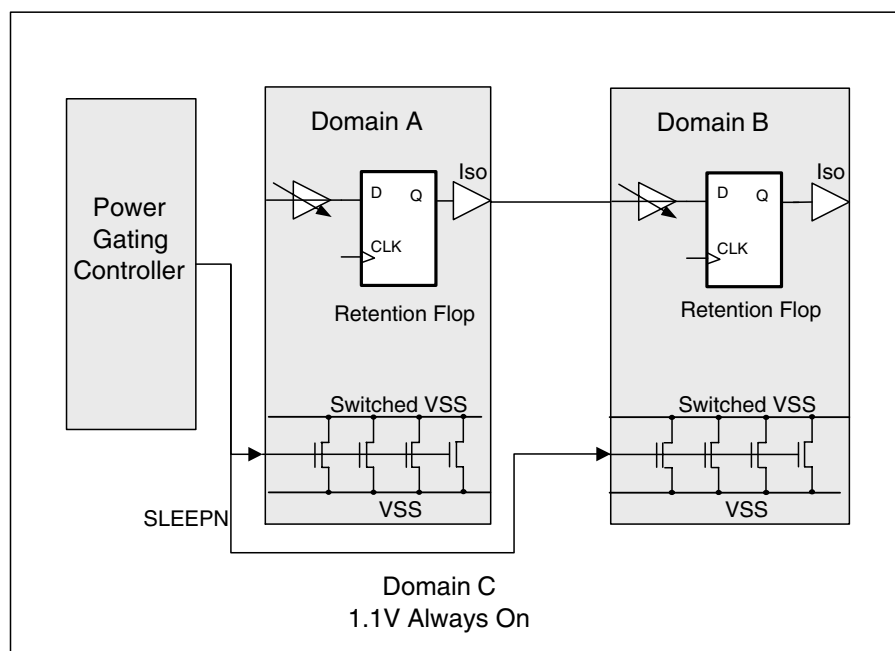 Power
Gating
Controller
SLEEPN
Domain A
Iso
D
Q
CLK
Retention Flop
Switched VSS
VSS
Domain B
Iso
D
Q
CLK
Retention Flop
Switched VSS
VSS
Domain C
1.1V Always On